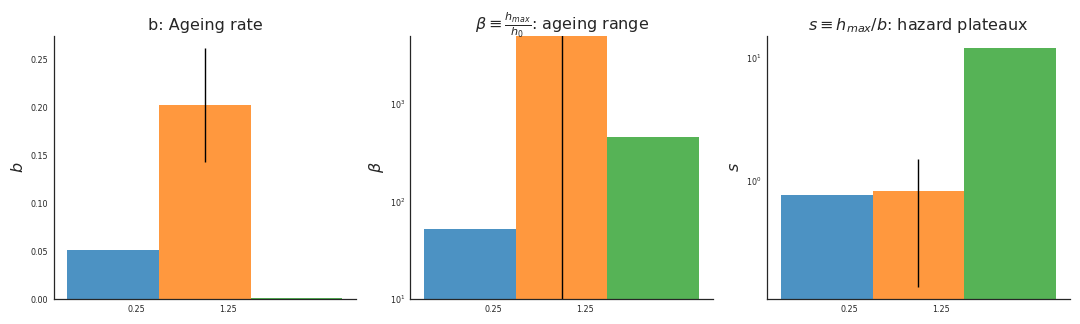 b: Ageing rate
β ≡ h_max/h_0: ageing range
s ≡ h_max/b: hazard plateaux
b
0.25
0.20
0.15
0.10
0.05
0.00
0.25 1.25
β
10^3
10^2
10^1
0.25 1.25
s
10^1
10^0
0.25 1.25